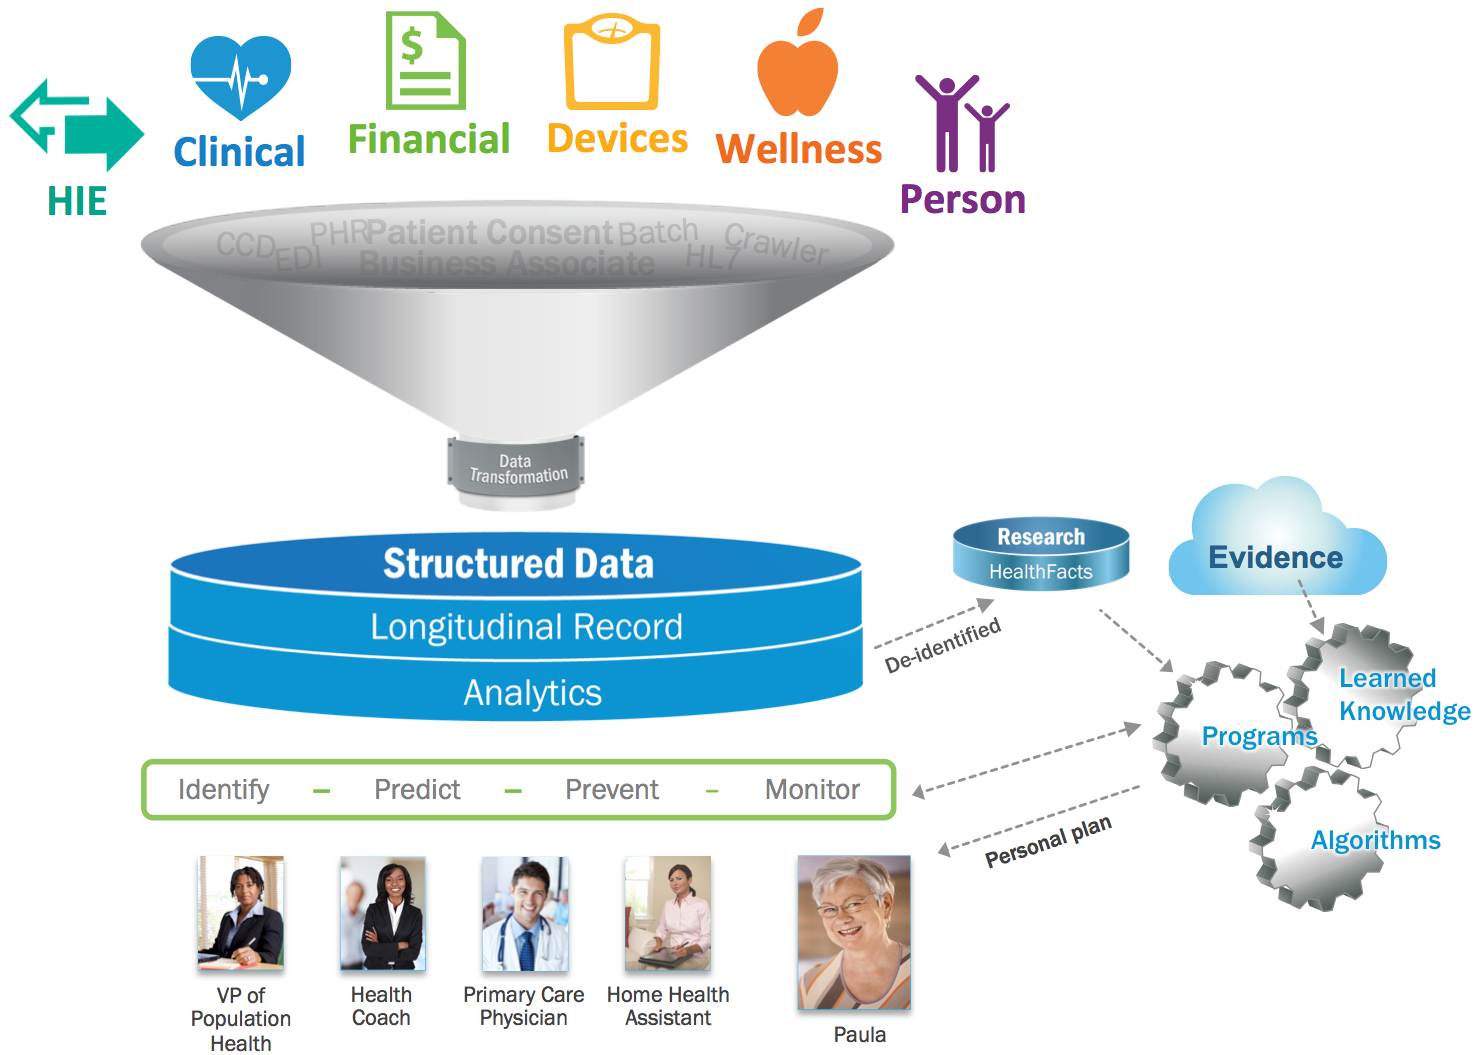 HIE
Clinical
$
Financial
Devices
Wellness
Person
CCD
EDI
PHR
Patient Consent
Business Associate
Batch
HL7
Crawler
Data
Transformation
Structured Data
Longitudinal Record
Analytics
De-identified
Research
HealthFacts
Evidence
Learned
Knowledge
Programs
Algorithms
Identify – Predict – Prevent – Monitor
Personal plan
VP of
Population
Health
Health
Coach
Primary Care
Physician
Home Health
Assistant
Paula